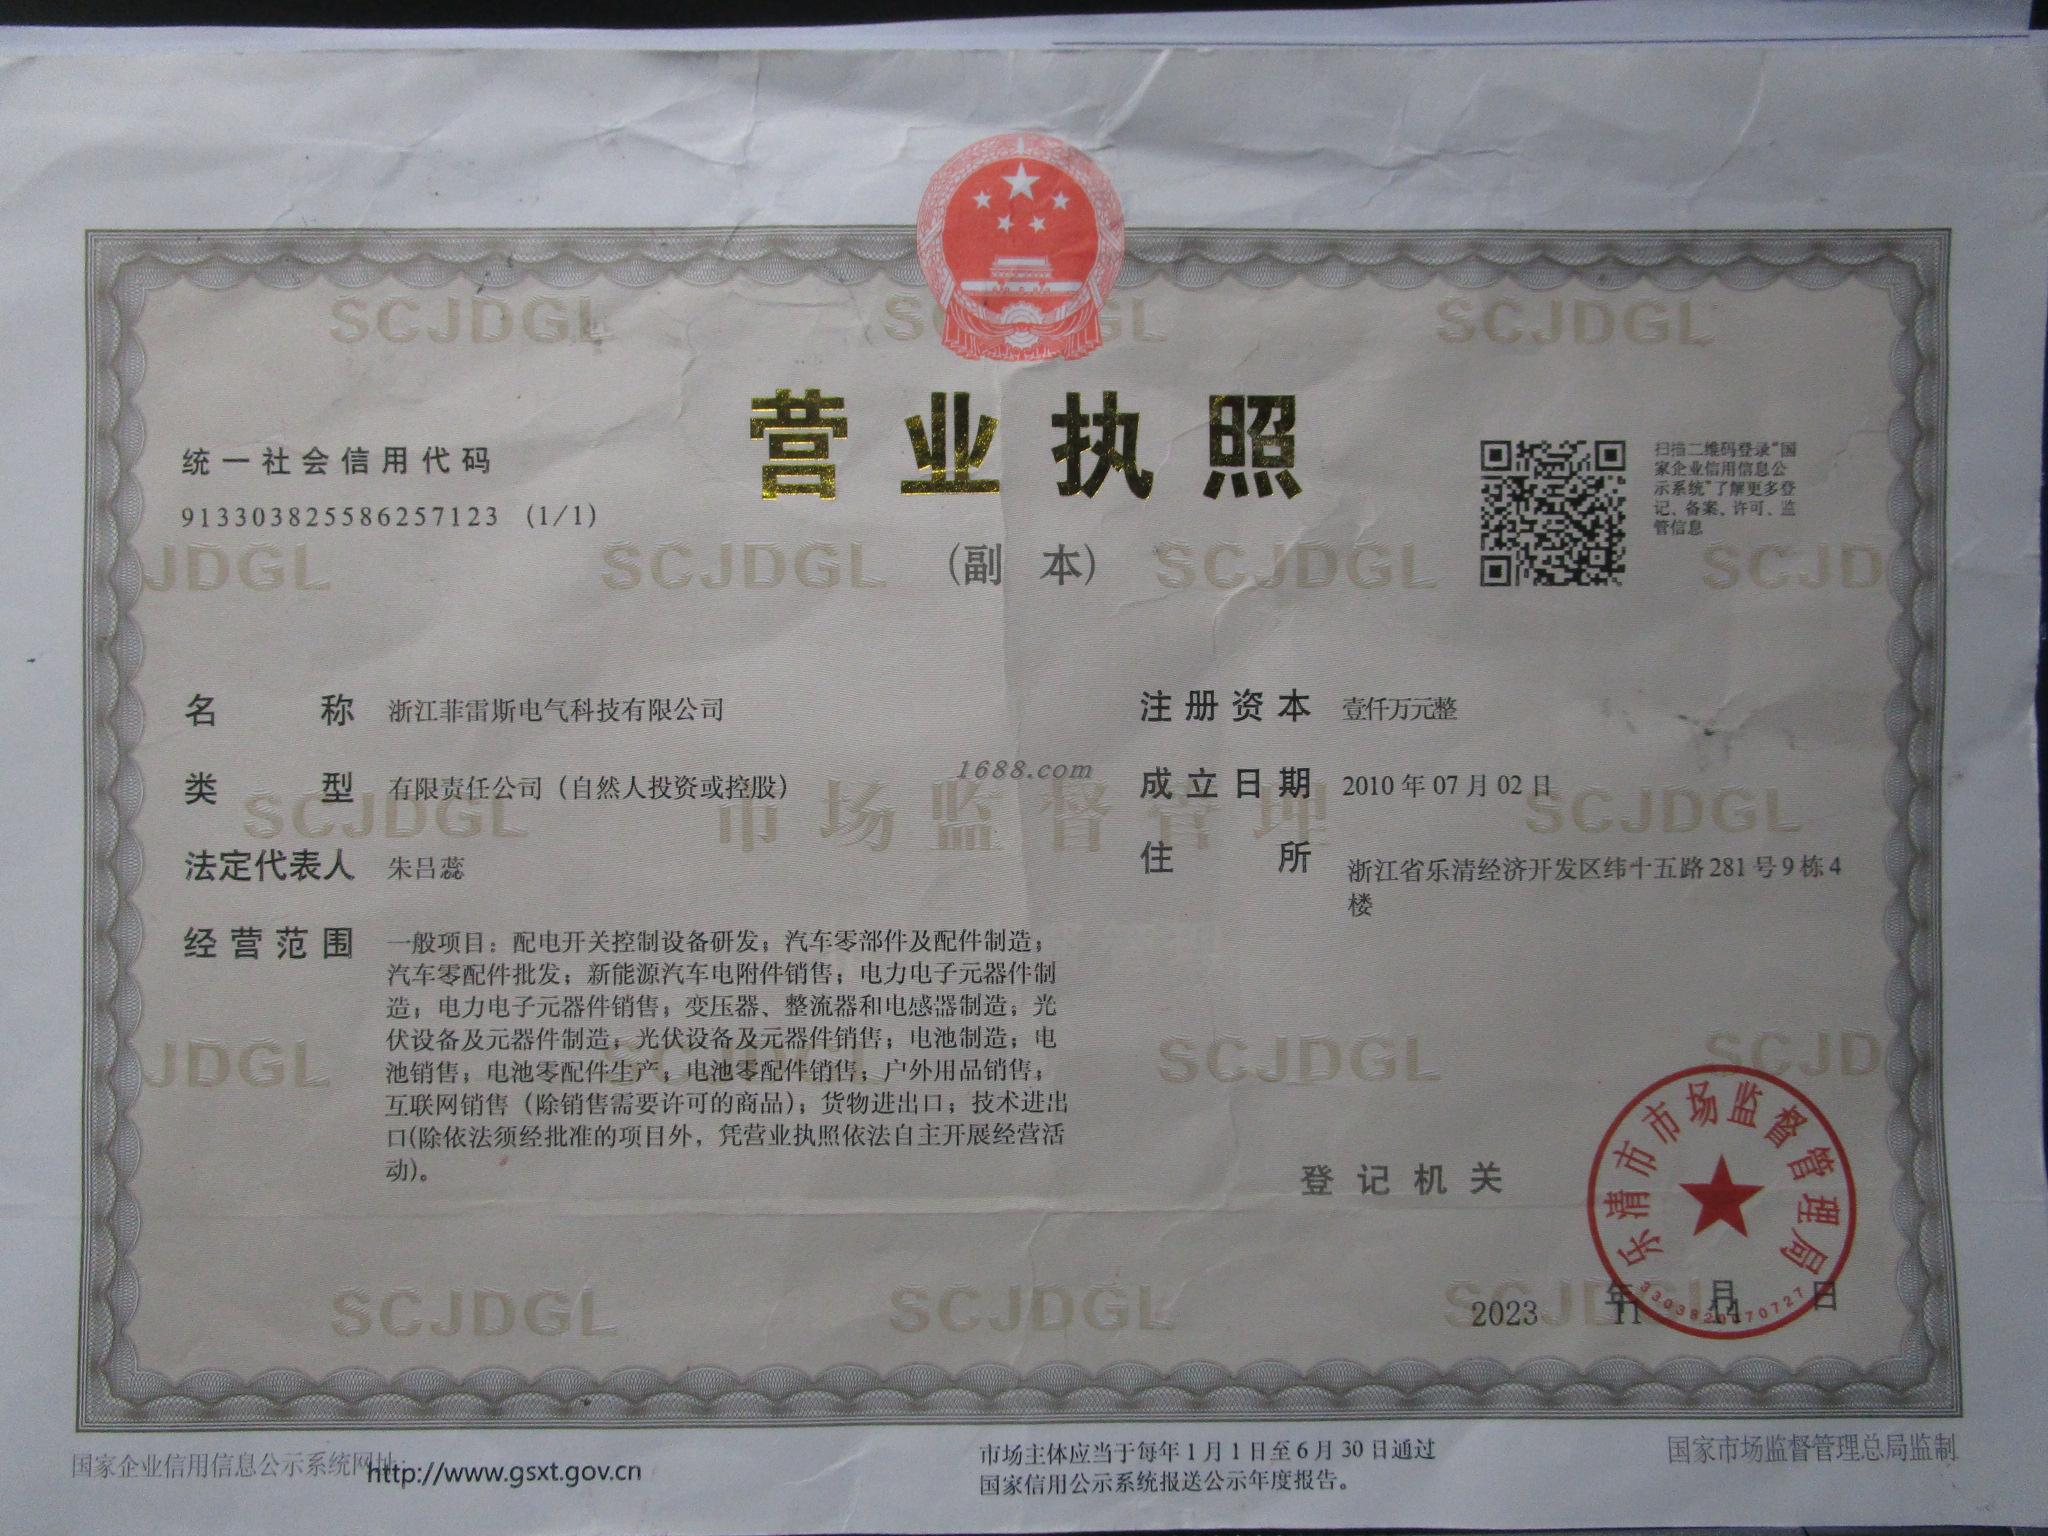 营业执照
(副 本)
统一社会信用代码
913303825586257123 (1/1)
扫描二维码登录“国
家企业信用信息公
示系统”了解更多登
记、备案、许可、监
管信息
名 称 浙江菲雷斯电气科技有限公司
类 型 有限责任公司（自然人投资或控股）
法定代表人 朱吕蕊
经营范围 一般项目：配电开关控制设备研发；汽车零部件及配件制造；
汽车零配件批发；新能源汽车电附件销售；电力电子元器件制
造；电力电子元器件销售；变压器、整流器和电感器制造；光
伏设备及元器件制造；光伏设备及元器件销售；电池制造；电
池销售；电池零配件生产；电池零配件销售；户外用品销售；
互联网销售（除销售需要许可的商品）；货物进出口；技术进出
口(除依法须经批准的项目外，凭营业执照依法自主开展经营活
动)。
注册资本 壹仟万元整
成立日期 2010年07月02日
住 所 浙江省乐清经济开发区纬十五路281号9栋4
楼
1688.com
市场监督管理
SCJDGL
登记机关
乐清市市场监督管理局
2023 年 11 月 14 日
国家企业信用信息公示系统网址：http://www.gsxt.gov.cn
市场主体应当于每年1月1日至6月30日通过
国家信用公示系统报送公示年度报告。
国家市场监督管理总局监制